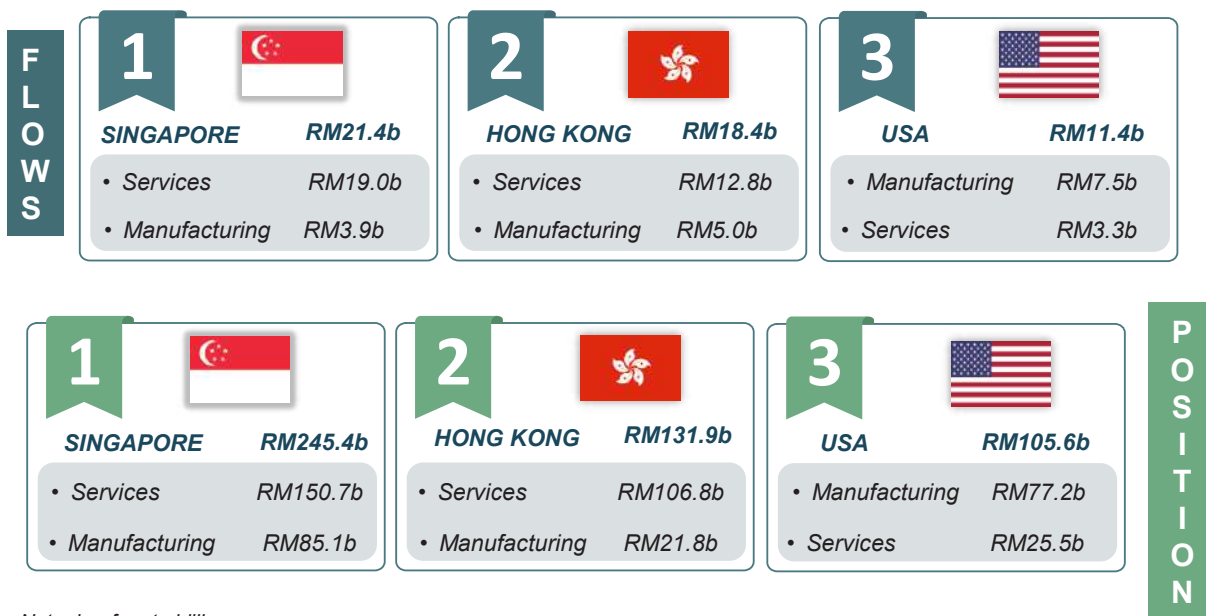 FLOWS
1
SINGAPORE RM21.4b
• Services RM19.0b
• Manufacturing RM3.9b
2
HONG KONG RM18.4b
• Services RM12.8b
• Manufacturing RM5.0b
3
USA RM11.4b
• Manufacturing RM7.5b
• Services RM3.3b
POSITION
1
SINGAPORE RM245.4b
• Services RM150.7b
• Manufacturing RM85.1b
2
HONG KONG RM131.9b
• Services RM106.8b
• Manufacturing RM21.8b
3
USA RM105.6b
• Manufacturing RM77.2b
• Services RM25.5b